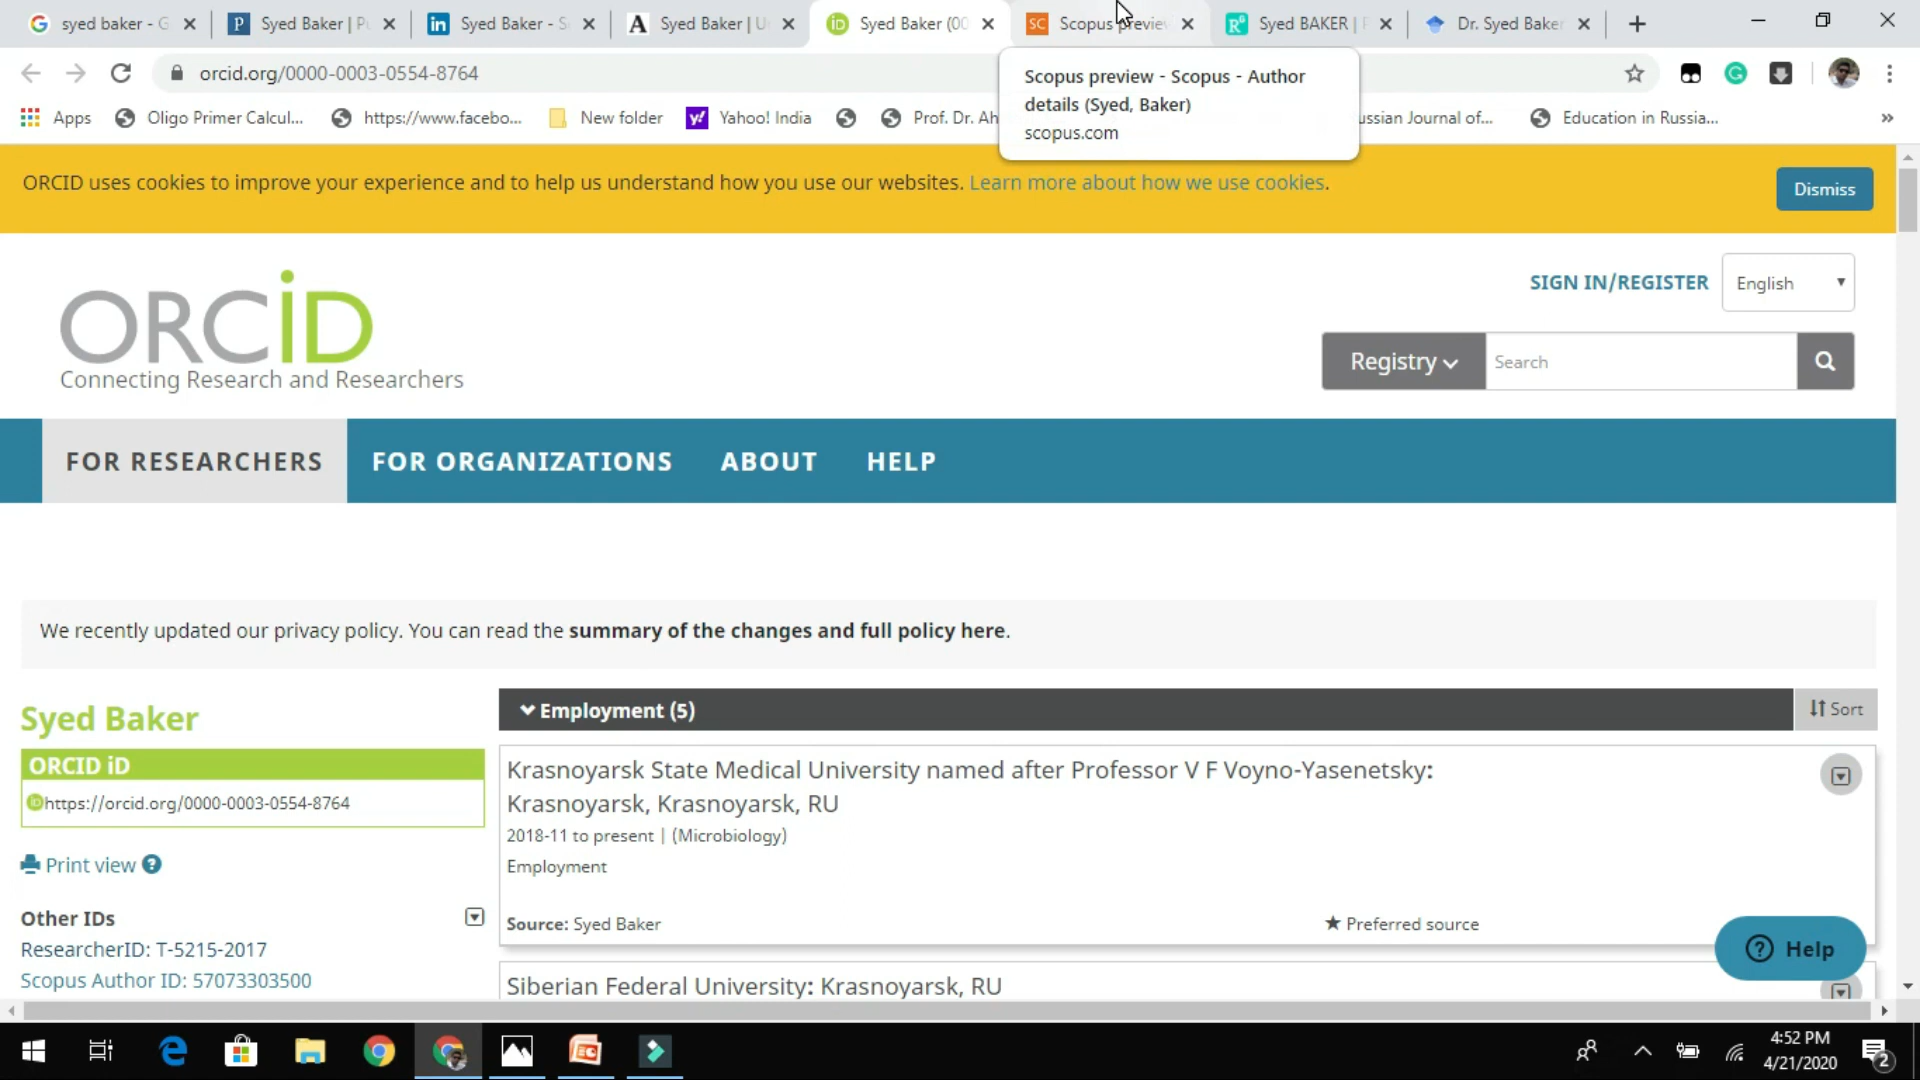 syed baker - G
Syed Baker | Pu
Syed Baker - S
Syed Baker | U
Syed Baker (00
Scopus preview
Syed BAKER |
Dr. Syed Baker
orcid.org/0000-0003-0554-8764
Scopus preview - Scopus - Author
details (Syed, Baker)
scopus.com
Apps
Oligo Primer Calcul...
https://www.facebo...
New folder
Yahoo! India
Prof. Dr. Ah
ussian Journal of...
Education in Russia...
»
ORCID uses cookies to improve your experience and to help us understand how you use our websites. Learn more about how we use cookies.
Dismiss
ORCiD
Connecting Research and Researchers
SIGN IN/REGISTER
English
Registry
Search
FOR RESEARCHERS
FOR ORGANIZATIONS
ABOUT
HELP
We recently updated our privacy policy. You can read the summary of the changes and full policy here.
Syed Baker
ORCID iD
https://orcid.org/0000-0003-0554-8764
Print view
Other IDs
ResearcherID: T-5215-2017
Scopus Author ID: 57073303500
Employment (5)
Sort
Krasnoyarsk State Medical University named after Professor V F Voyno-Yasenetsky:
Krasnoyarsk, Krasnoyarsk, RU
2018-11 to present | (Microbiology)
Employment
Source: Syed Baker
★ Preferred source
Siberian Federal University: Krasnoyarsk, RU
Help
4:52 PM
4/21/2020
2